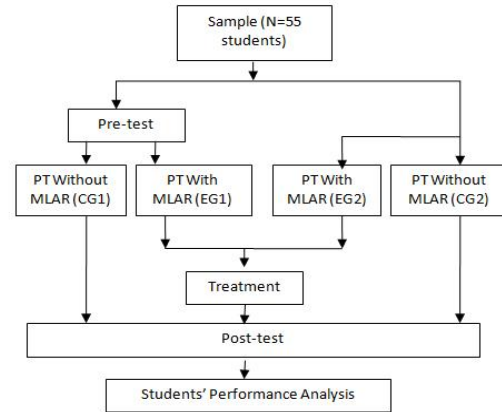 Sample (N=55
students)
Pre-test
PT Without
MLAR (CG1)
PT With
MLAR (EG1)
PT With
MLAR (EG2)
PT Without
MLAR (CG2)
Treatment
Post-test
Students' Performance Analysis